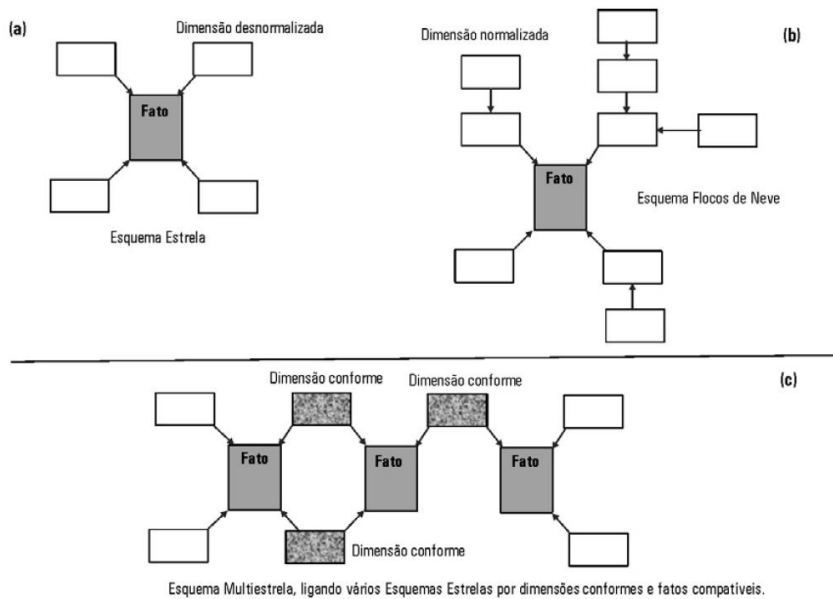 (a)
Dimensão desnormalizada
Fato
Esquema Estrela
(b)
Dimensão normalizada
Fato
Esquema Flocos de Neve
(c)
Dimensão conforme
Dimensão conforme
Fato
Fato
Fato
Dimensão conforme
Esquema Multiestrela, ligando vários Esquemas Estrelas por dimensões conformes e fatos compatíveis.